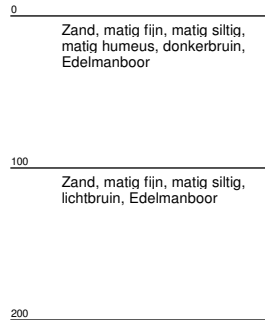 0
Zand, matig fijn, matig siltig,
matig humeus, donkerbruin,
Edelmanboor
100
Zand, matig fijn, matig siltig,
lichtbruin, Edelmanboor
200